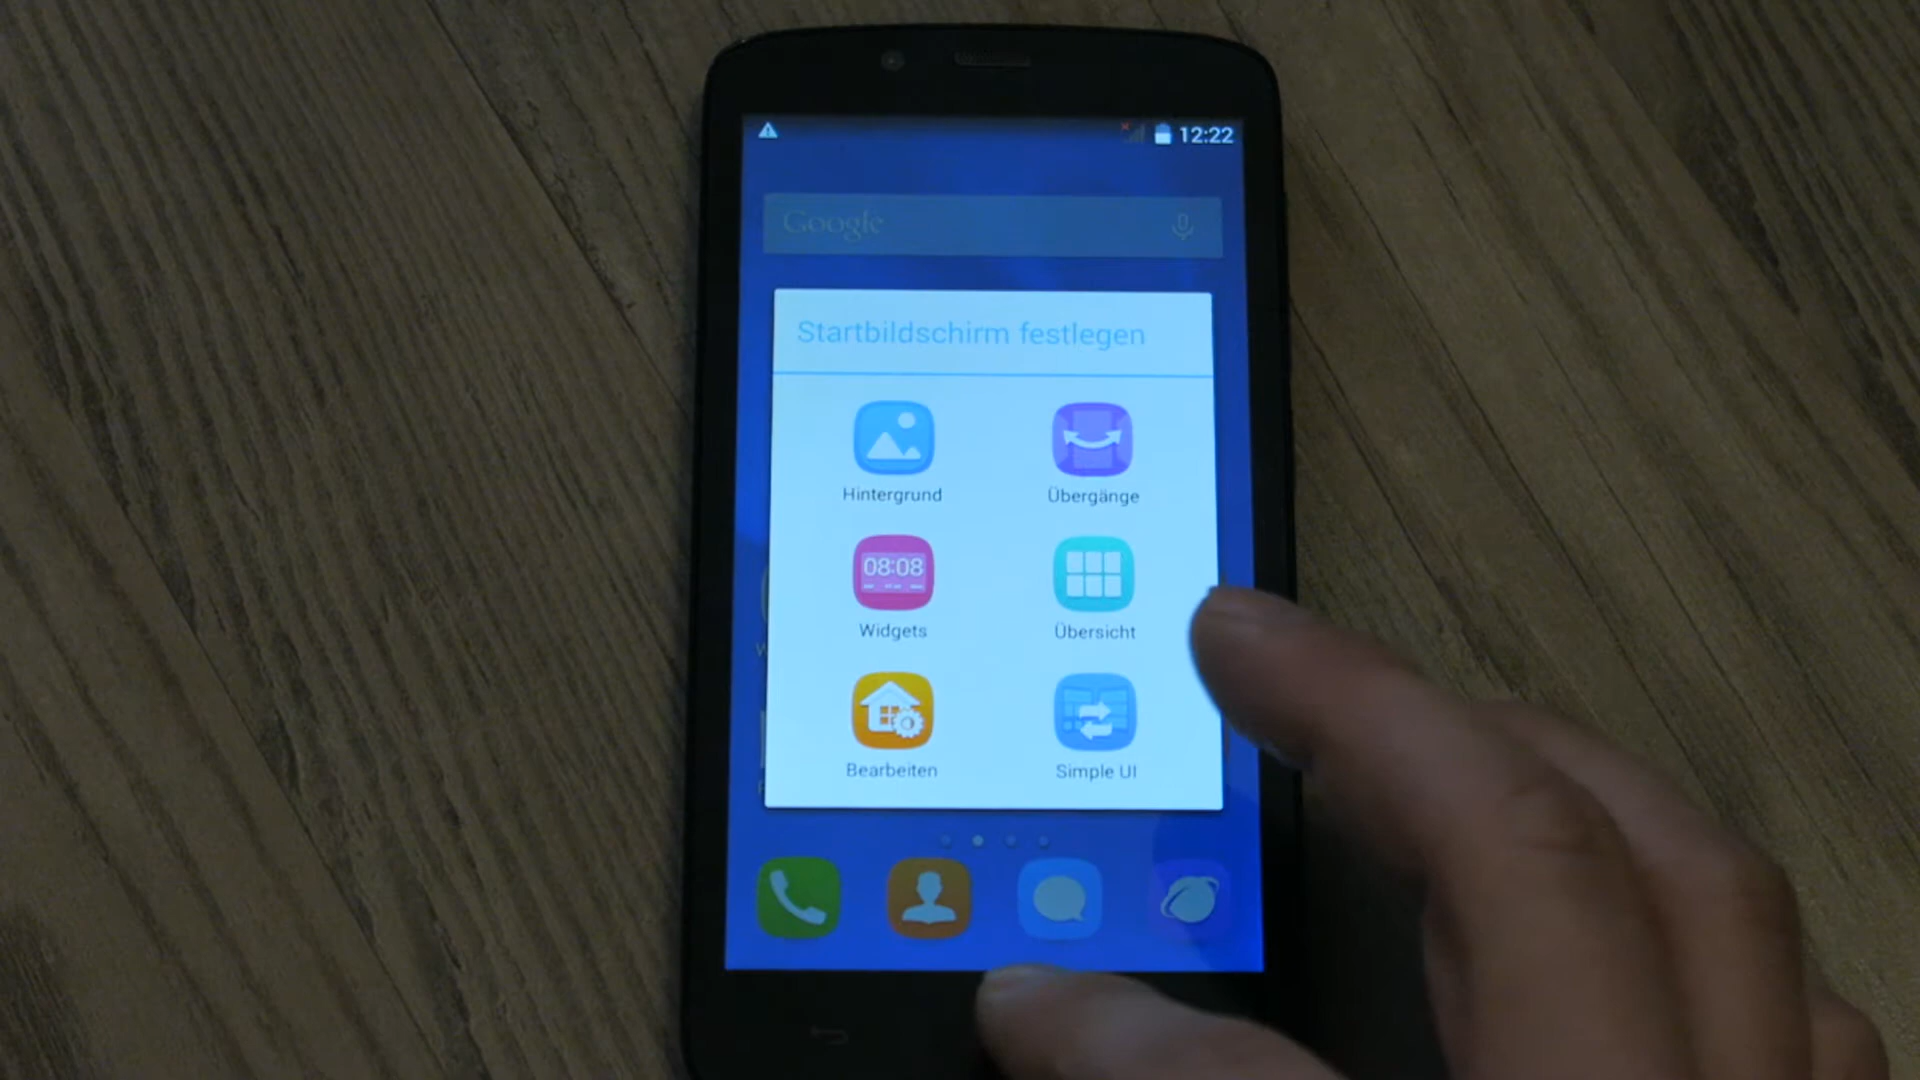 12:22
Google
Startbildschirm festlegen
Hintergrund
Übergänge
08:08
Widgets
Übersicht
Bearbeiten
Simple UI